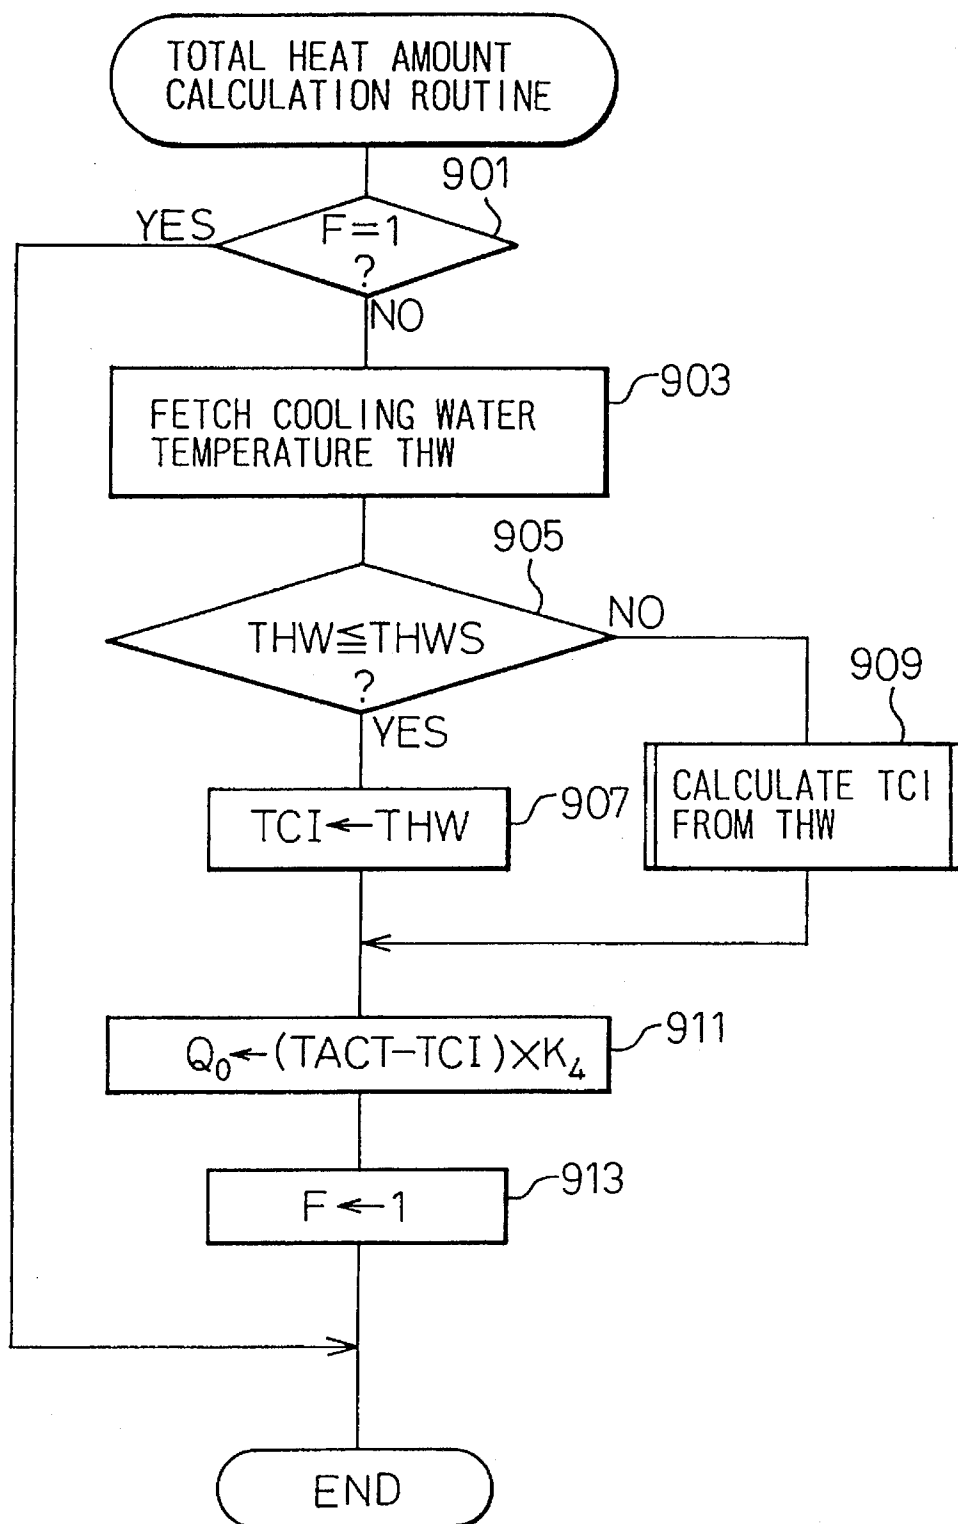 TOTAL HEAT AMOUNT
CALCULATION ROUTINE
901
YES
F=1
?
NO
903
FETCH COOLING WATER
TEMPERATURE THW
905
NO
THW≦THWS
?
YES
909
CALCULATE TCI
FROM THW
907
TCI←THW
911
Q₀←(TACT−TCI)×K₄
913
F←1
END